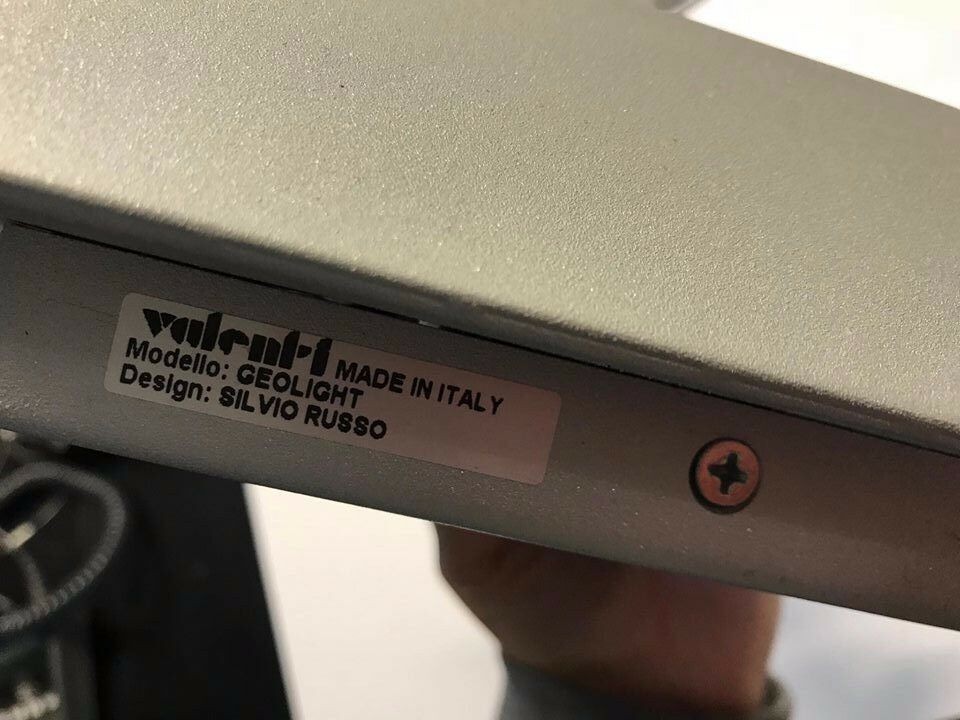 valenti MADE IN ITALY
Modello: GEOLIGHT
Design: SILVIO RUSSO